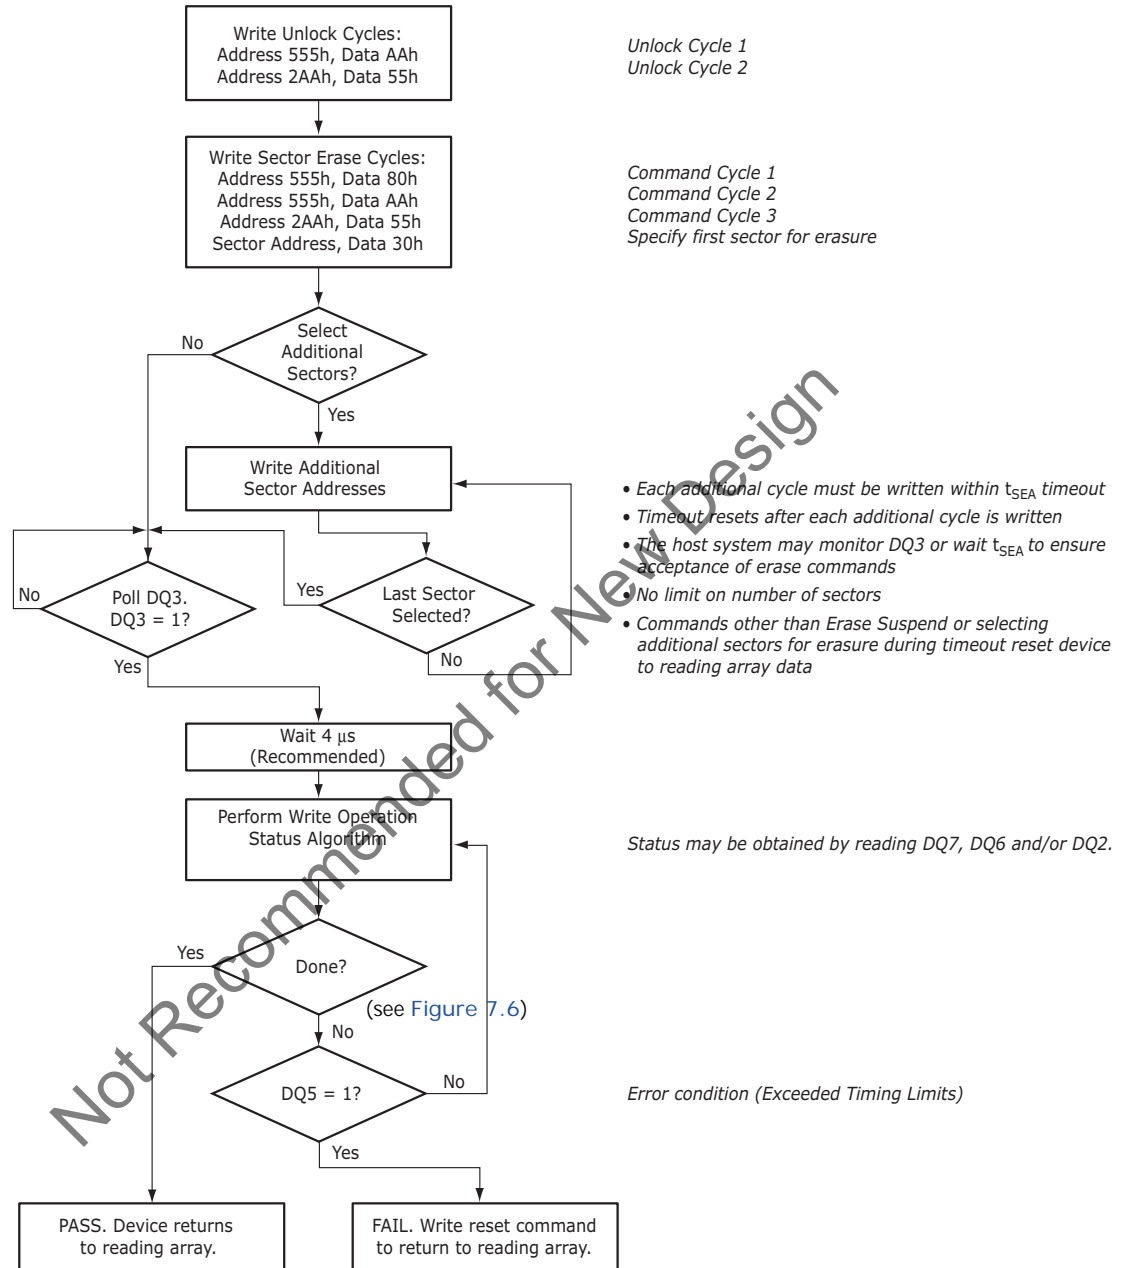 Write Unlock Cycles:
Address 555h, Data AAh
Address 2AAh, Data 55h
Unlock Cycle 1
Unlock Cycle 2
Write Sector Erase Cycles:
Address 555h, Data 80h
Address 555h, Data AAh
Address 2AAh, Data 55h
Sector Address, Data 30h
Command Cycle 1
Command Cycle 2
Command Cycle 3
Specify first sector for erasure
No
Select
Additional
Sectors?
Yes
Write Additional
Sector Addresses
• Each additional cycle must be written within tSEA timeout
• Timeout resets after each additional cycle is written
• The host system may monitor DQ3 or wait tSEA to ensure
acceptance of erase commands
• No limit on number of sectors
• Commands other than Erase Suspend or selecting
additional sectors for erasure during timeout reset device
to reading array data
No
Poll DQ3.
DQ3 = 1?
Yes
Yes
Last Sector
Selected?
No
Wait 4 μs
(Recommended)
Perform Write Operation
Status Algorithm
Status may be obtained by reading DQ7, DQ6 and/or DQ2.
Yes
Done?
(see Figure 7.6)
No
DQ5 = 1?
No
Error condition (Exceeded Timing Limits)
Yes
PASS. Device returns
to reading array.
FAIL. Write reset command
to return to reading array.
Not Recommended for New Design